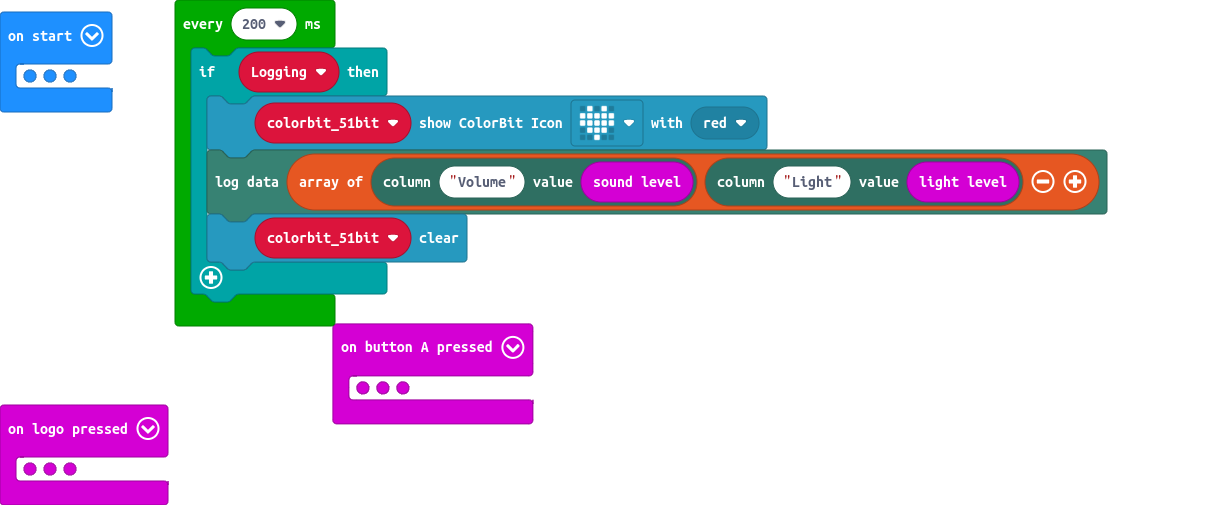 on start
every 200 ms
if Logging then
colorbit_51bit show ColorBit Icon with red
log data array of column "Volume" value sound level column "Light" value light level
colorbit_51bit clear
on button A pressed
on logo pressed